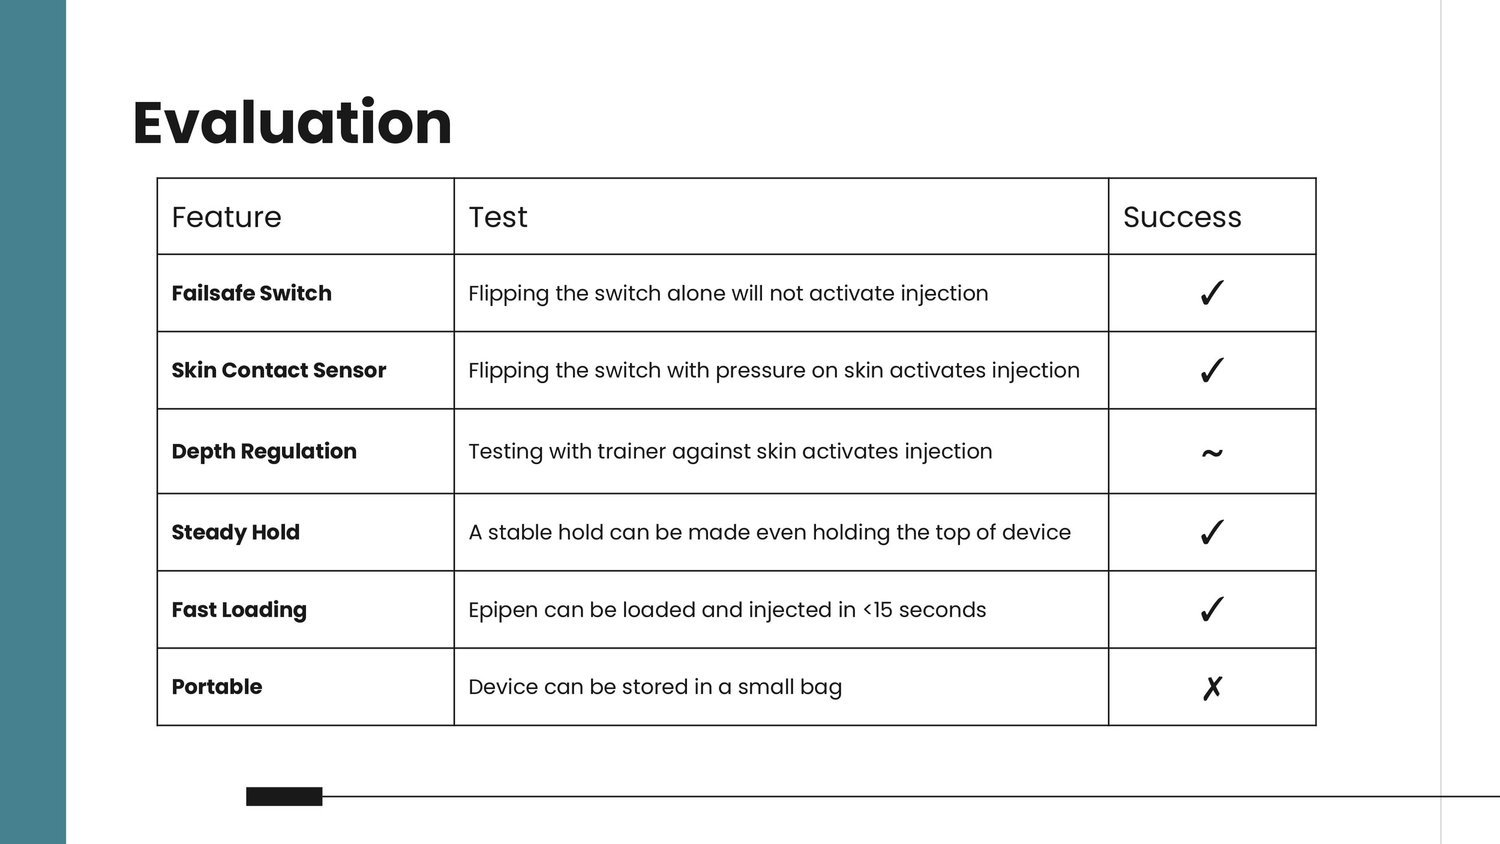 Evaluation
Feature Test Success
Failsafe Switch Flipping the switch alone will not activate injection ✓
Skin Contact Sensor Flipping the switch with pressure on skin activates injection ✓
Depth Regulation Testing with trainer against skin activates injection ~
Steady Hold A stable hold can be made even holding the top of device ✓
Fast Loading Epipen can be loaded and injected in <15 seconds ✓
Portable Device can be stored in a small bag ✗